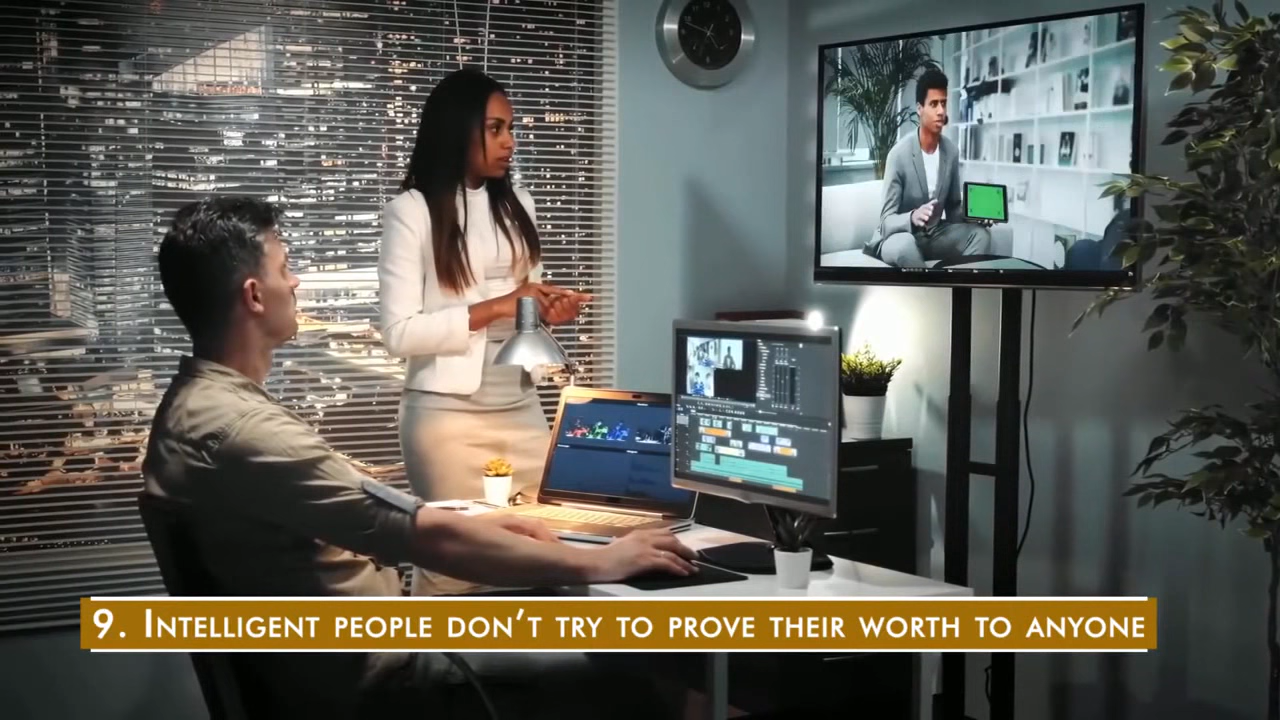 9. Intelligent people don't try to prove their worth to anyone